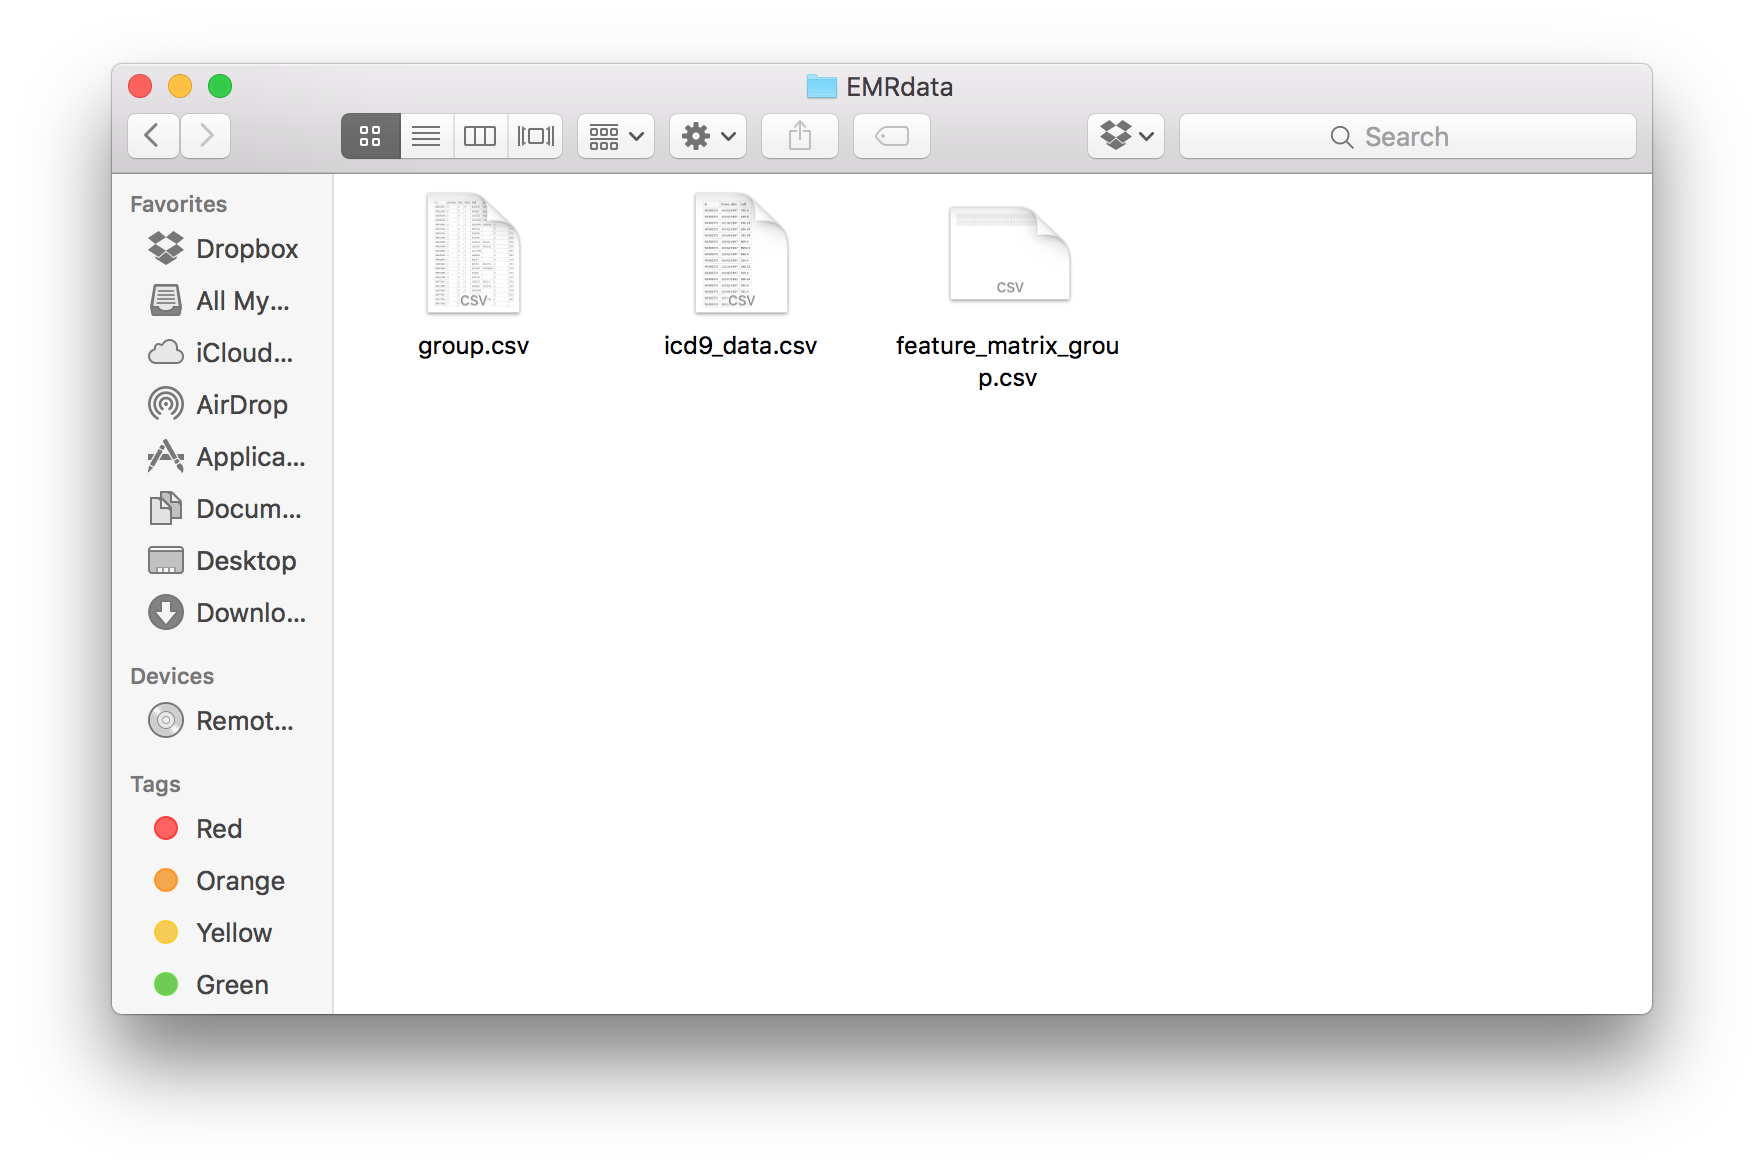 EMRdata
Search
Favorites
Dropbox
All My...
iCloud...
AirDrop
Applica...
Docum...
Desktop
Downlo...
Devices
Remot...
Tags
Red
Orange
Yellow
Green
CSV
group.csv
CSV
icd9_data.csv
CSV
feature_matrix_grou
p.csv